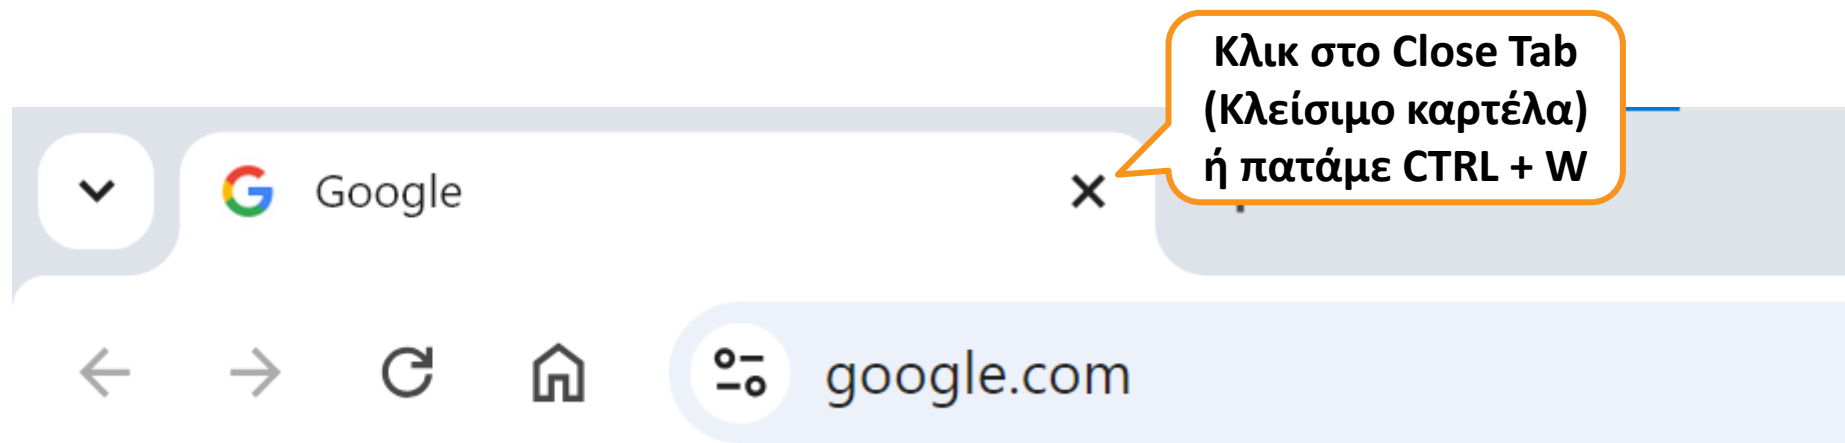 Κλικ στο Close Tab
(Κλείσιμο καρτέλα)
ή πατάμε CTRL + W
Google
google.com